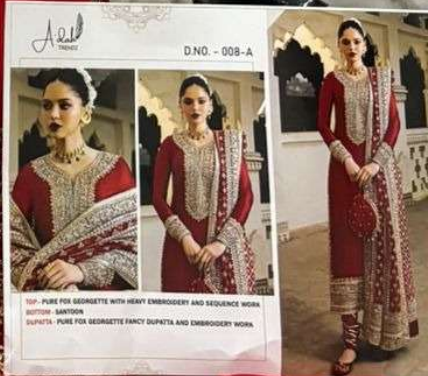 A'dah
TRENDZ
D.NO. - 008-A
TOP- PURE FOX GEORGETTE WITH HEAVY EMBROIDERY AND SEQUENCE WORK
BOTTOM- SANTOON
DUPATTA- PURE FOX GEORGETTE FANCY DUPATTA AND EMBROIDERY WORK